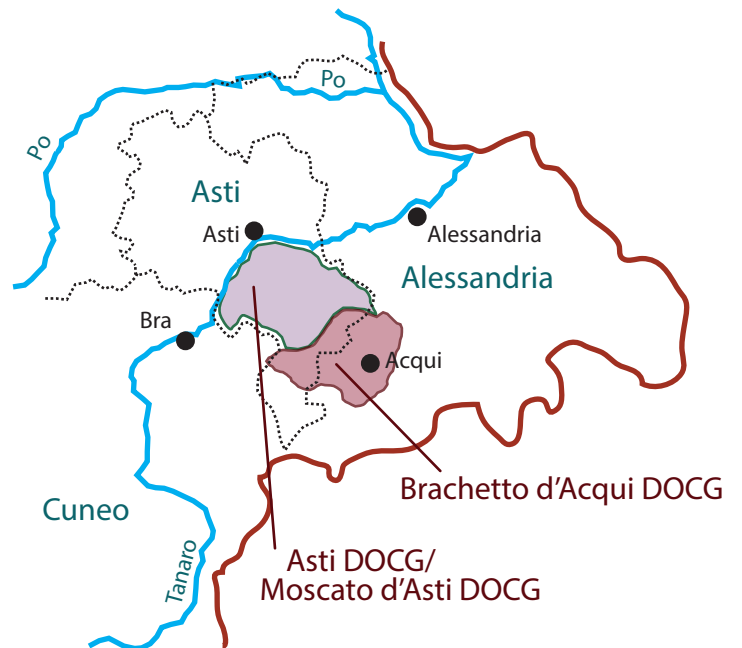 Po
Po
Asti
Asti
Alessandria
Alessandria
Bra
Acqui
Brachetto d'Acqui DOCG
Cuneo
Asti DOCG/
Moscato d'Asti DOCG
Tanaro